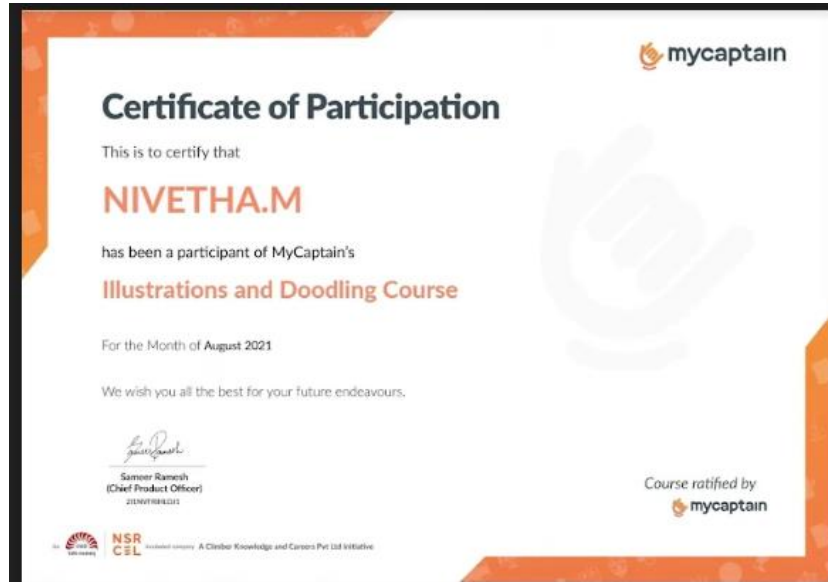 mycaptain
Certificate of Participation
This is to certify that
NIVETHA.M
has been a participant of MyCaptain's
Illustrations and Doodling Course
For the Month of August 2021
We wish you all the best for your future endeavours.
Sameer Ramesh
(Chief Product Officer)
Course ratified by
mycaptain
NSR
CEL
A Climber Knowledge and Careers Pvt Ltd Initiative